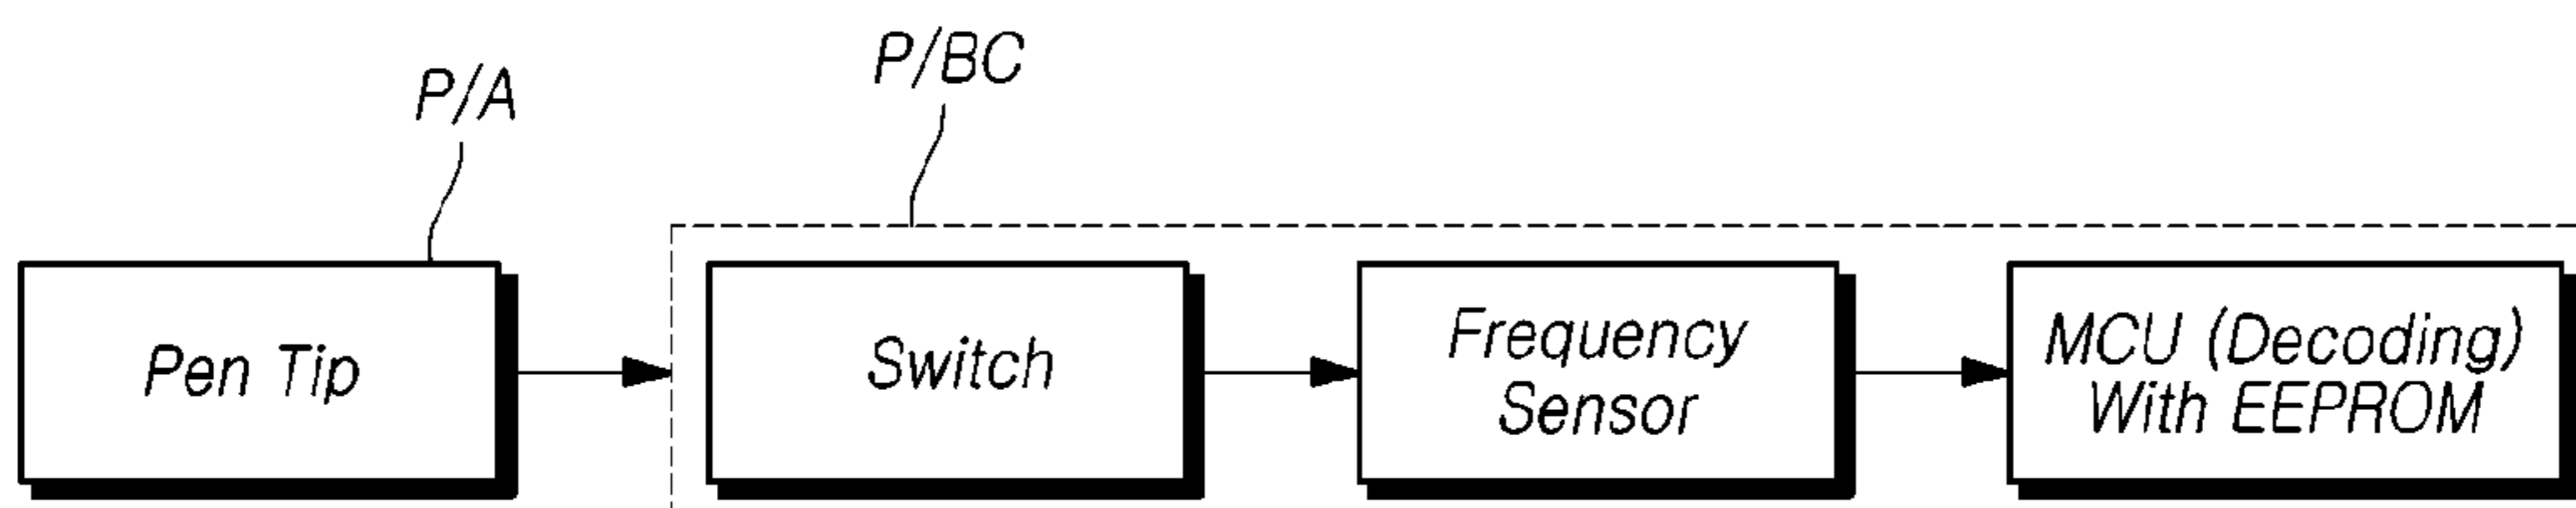 P/A
P/BC
Pen Tip
Switch
Frequency
Sensor
MCU (Decoding)
With EEPROM